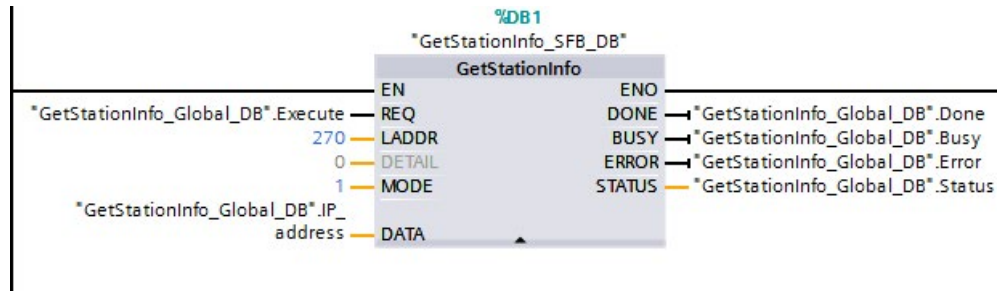 %DB1
"GetStationInfo_SFB_DB"
GetStationInfo
EN ENO
"GetStationInfo_Global_DB".Execute REQ DONE "GetStationInfo_Global_DB".Done
270 LADDR BUSY "GetStationInfo_Global_DB".Busy
0 DETAIL ERROR "GetStationInfo_Global_DB".Error
1 MODE STATUS "GetStationInfo_Global_DB".Status
"GetStationInfo_Global_DB".IP_
address DATA